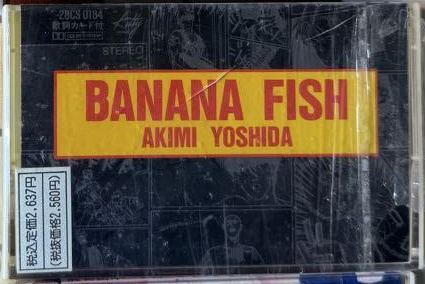 28CS 0184
歌詞カード付
STEREO
BANANA FISH
AKIMI YOSHIDA
税込定価2,637円
(税抜価格2,560円)